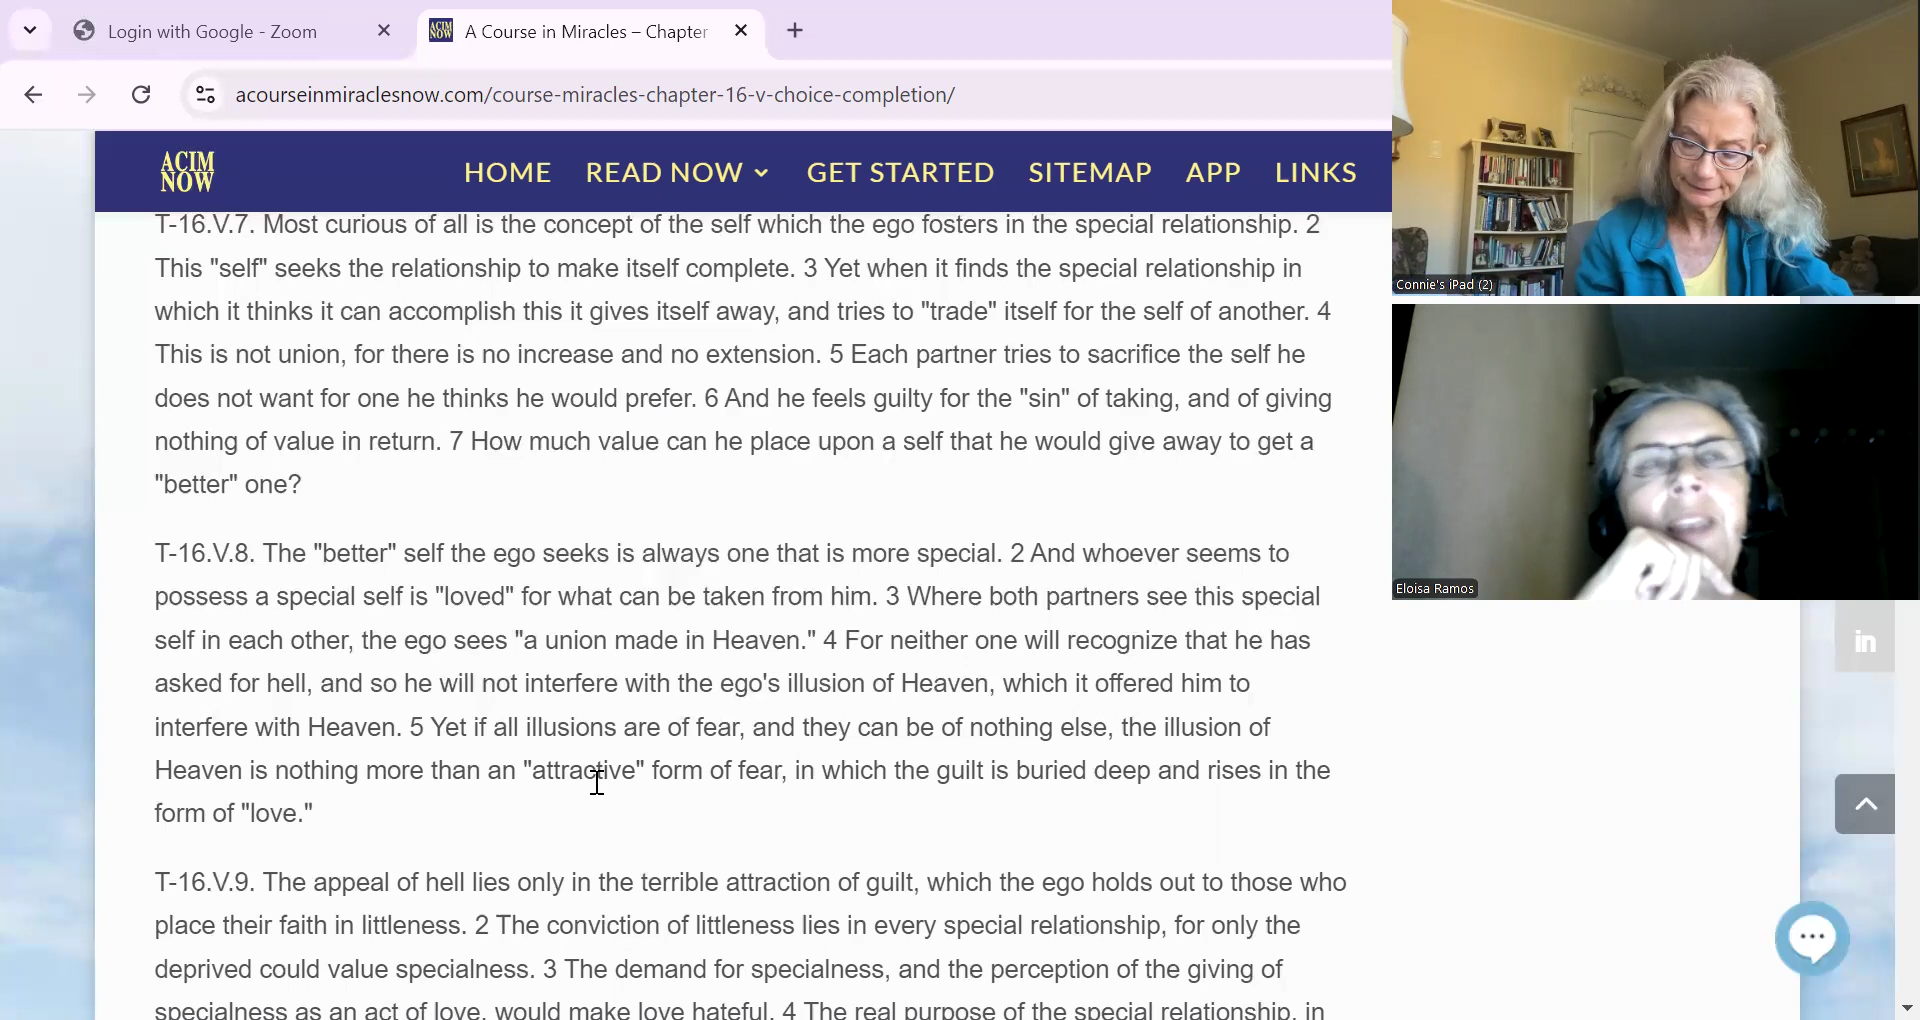 Login with Google - Zoom
A Course in Miracles – Chapter
acourseinmiraclesnow.com/course-miracles-chapter-16-v-choice-completion/
ACIM
NOW
HOME READ NOW GET STARTED SITEMAP APP LINKS
T-16.V.7. Most curious of all is the concept of the self which the ego fosters in the special relationship. 2
This "self" seeks the relationship to make itself complete. 3 Yet when it finds the special relationship in
which it thinks it can accomplish this it gives itself away, and tries to "trade" itself for the self of another. 4
This is not union, for there is no increase and no extension. 5 Each partner tries to sacrifice the self he
does not want for one he thinks he would prefer. 6 And he feels guilty for the "sin" of taking, and of giving
nothing of value in return. 7 How much value can he place upon a self that he would give away to get a
"better" one?
T-16.V.8. The "better" self the ego seeks is always one that is more special. 2 And whoever seems to
possess a special self is "loved" for what can be taken from him. 3 Where both partners see this special
self in each other, the ego sees "a union made in Heaven." 4 For neither one will recognize that he has
asked for hell, and so he will not interfere with the ego's illusion of Heaven, which it offered him to
interfere with Heaven. 5 Yet if all illusions are of fear, and they can be of nothing else, the illusion of
Heaven is nothing more than an "attractive" form of fear, in which the guilt is buried deep and rises in the
form of "love."
T-16.V.9. The appeal of hell lies only in the terrible attraction of guilt, which the ego holds out to those who
place their faith in littleness. 2 The conviction of littleness lies in every special relationship, for only the
deprived could value specialness. 3 The demand for specialness, and the perception of the giving of
specialness as an act of love, would make love hateful. 4 The real purpose of the special relationship, in
Connie's iPad (2)
Eloisa Ramos
in
ACIM
NOW